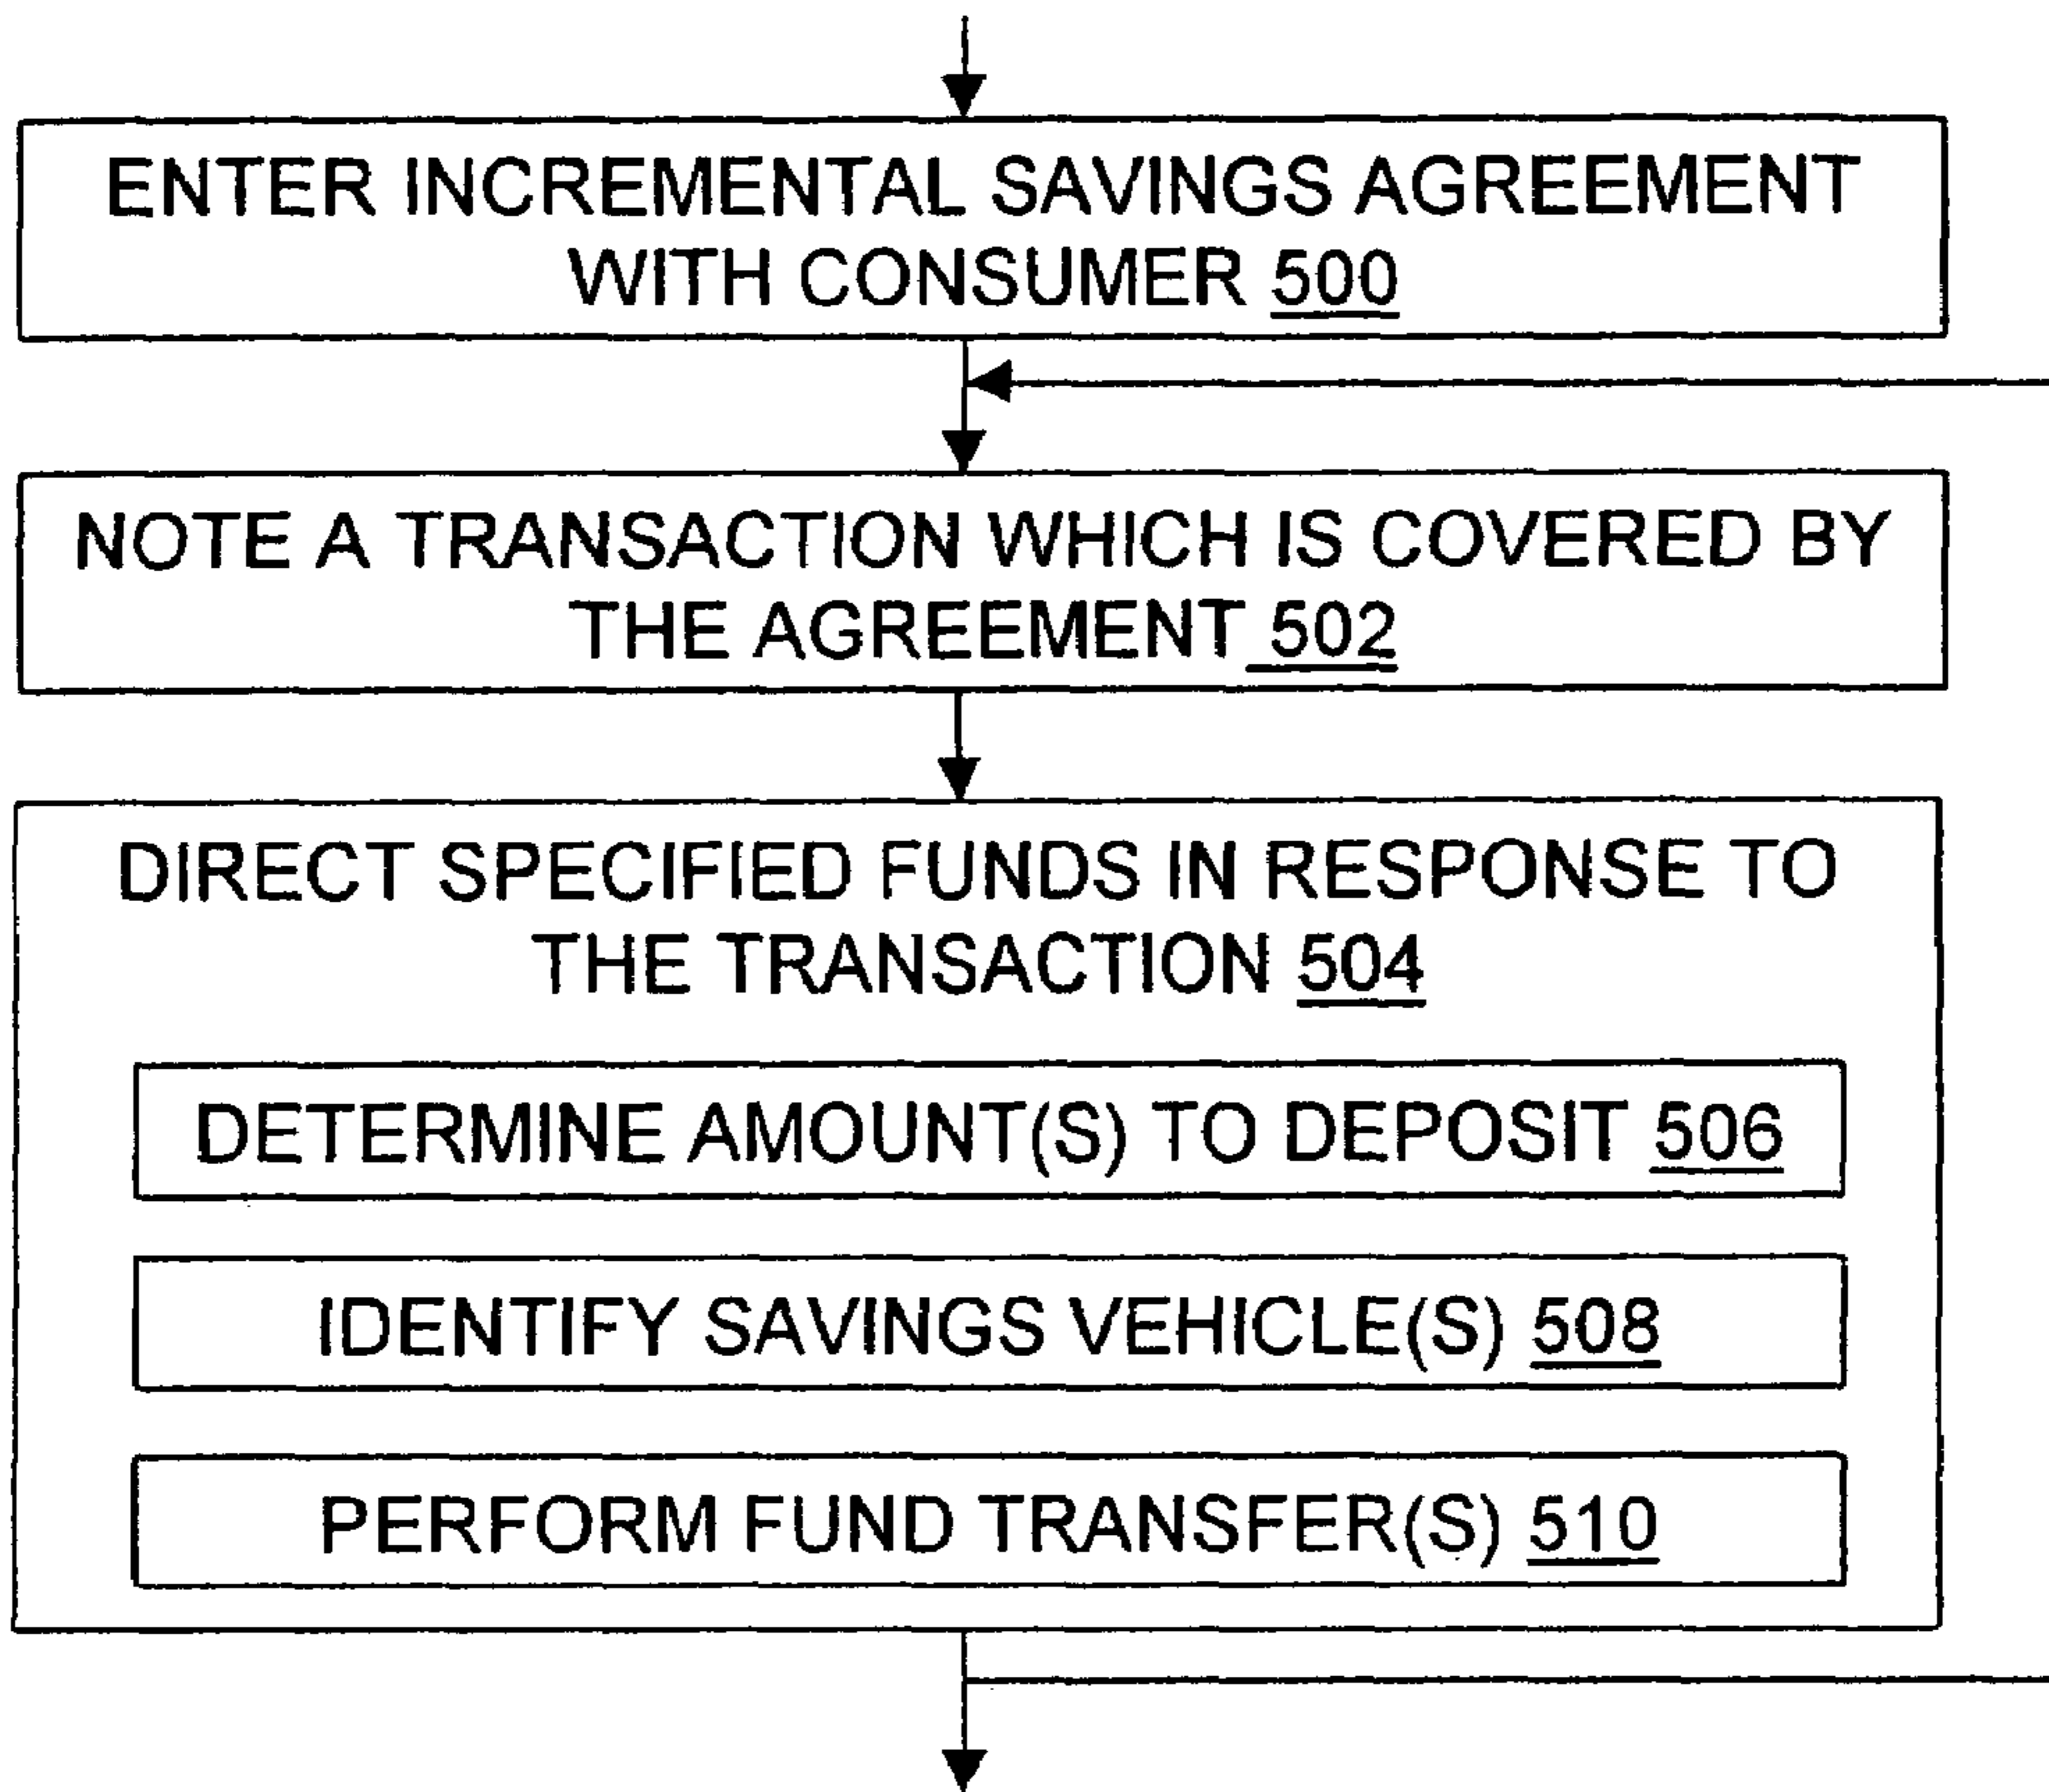 ENTER INCREMENTAL SAVINGS AGREEMENT
WITH CONSUMER 500
NOTE A TRANSACTION WHICH IS COVERED BY
THE AGREEMENT 502
DIRECT SPECIFIED FUNDS IN RESPONSE TO
THE TRANSACTION 504
DETERMINE AMOUNT(S) TO DEPOSIT 506
IDENTIFY SAVINGS VEHICLE(S) 508
PERFORM FUND TRANSFER(S) 510